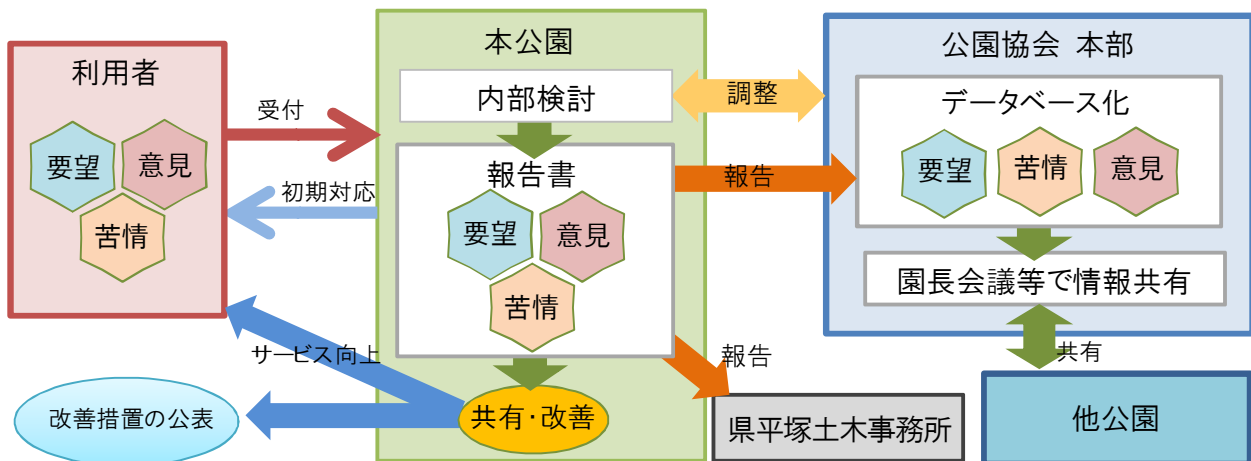 利用者
要望
意見
苦情
受付
初期対応
サービス向上
改善措置の公表
本公園
内部検討
報告書
要望
意見
苦情
共有・改善
調整
報告
報告
県平塚土木事務所
公園協会 本部
データベース化
要望
苦情
意見
園長会議等で情報共有
共有
他公園